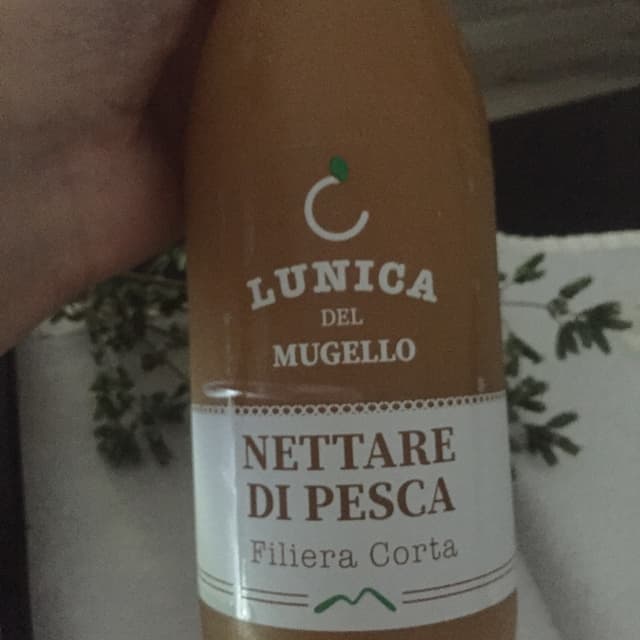 LUNICA
DEL
MUGELLO
NETTARE
DI PESCA
Filiera Corta